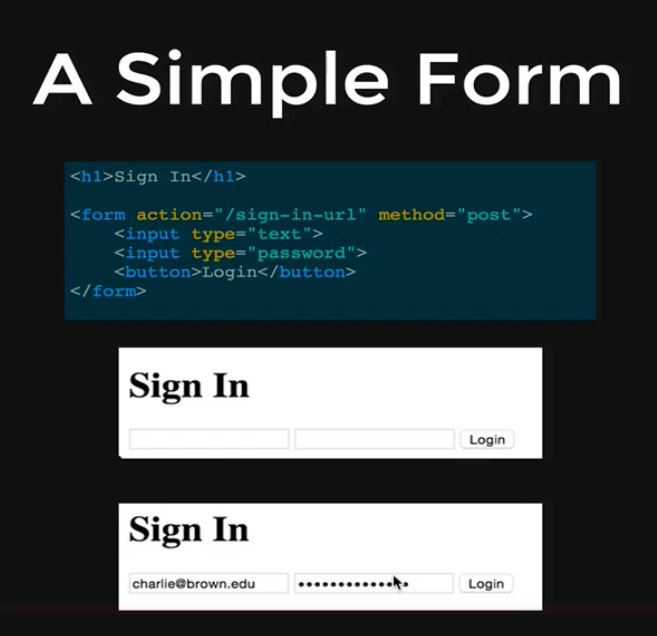 A Simple Form
<h1>Sign In</h1>
<form action="/sign-in-url" method="post">
<input type="text">
<input type="password">
<button>Login</button>
</form>
Sign In
Login
Sign In
charlie@brown.edu •••••••••••••• Login